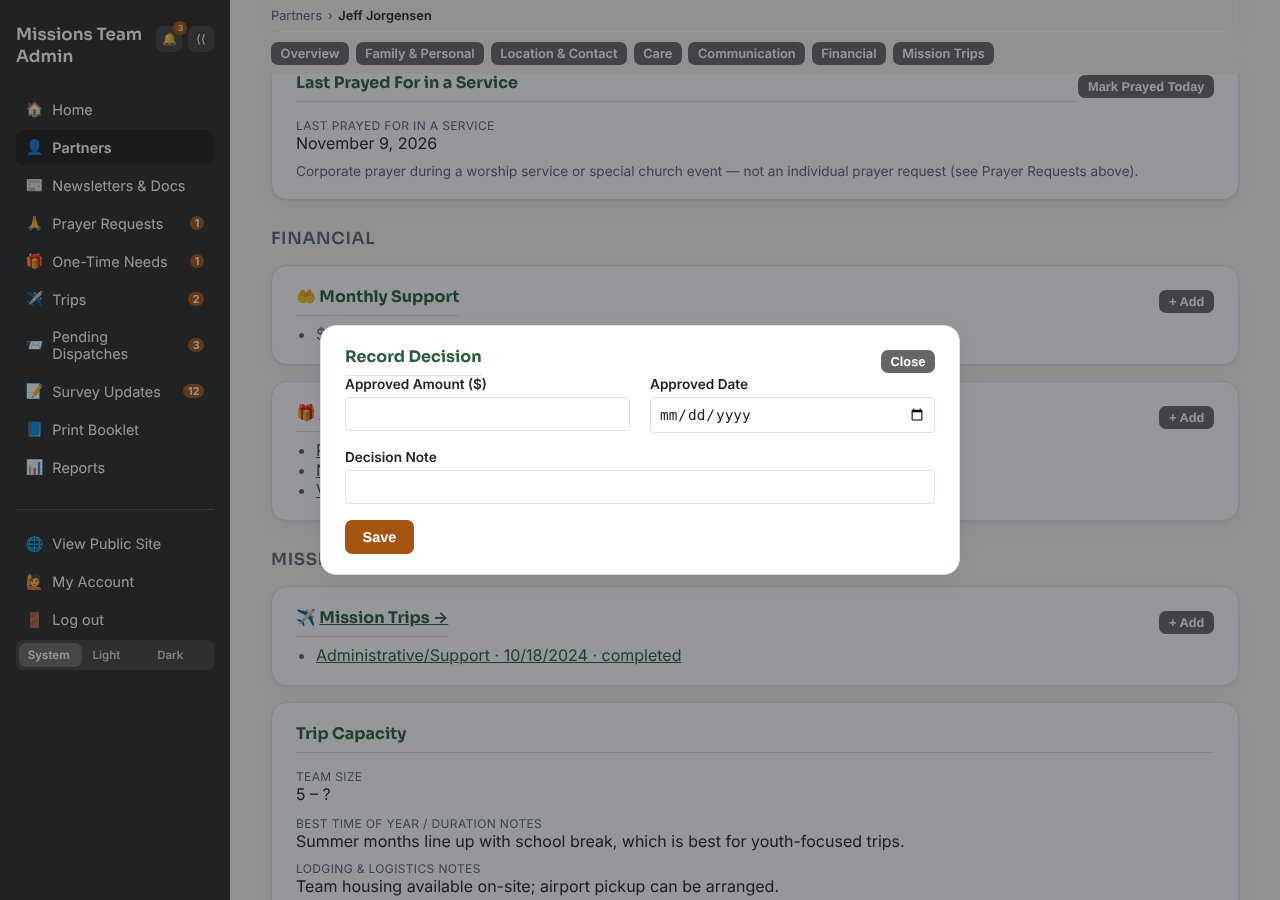 Missions Team
Admin
3
⟨⟨
Home
Partners
Newsletters & Docs
Prayer Requests 1
One-Time Needs 1
Trips 2
Pending
Dispatches 3
Survey Updates 12
Print Booklet
Reports
View Public Site
My Account
Log out
System Light Dark
Partners › Jeff Jorgensen
Overview Family & Personal Location & Contact Care Communication Financial Mission Trips
Last Prayed For in a Service
Mark Prayed Today
LAST PRAYED FOR IN A SERVICE
November 9, 2026
Corporate prayer during a worship service or special church event — not an individual prayer request (see Prayer Requests above).
FINANCIAL
Monthly Support
+ Add
+ Add
Record Decision
Close
Approved Amount ($) Approved Date
mm/dd/yyyy
Decision Note
Save
Mission Trips →
+ Add
Administrative/Support · 10/18/2024 · completed
Trip Capacity
TEAM SIZE
5 – ?
BEST TIME OF YEAR / DURATION NOTES
Summer months line up with school break, which is best for youth-focused trips.
LODGING & LOGISTICS NOTES
Team housing available on-site; airport pickup can be arranged.